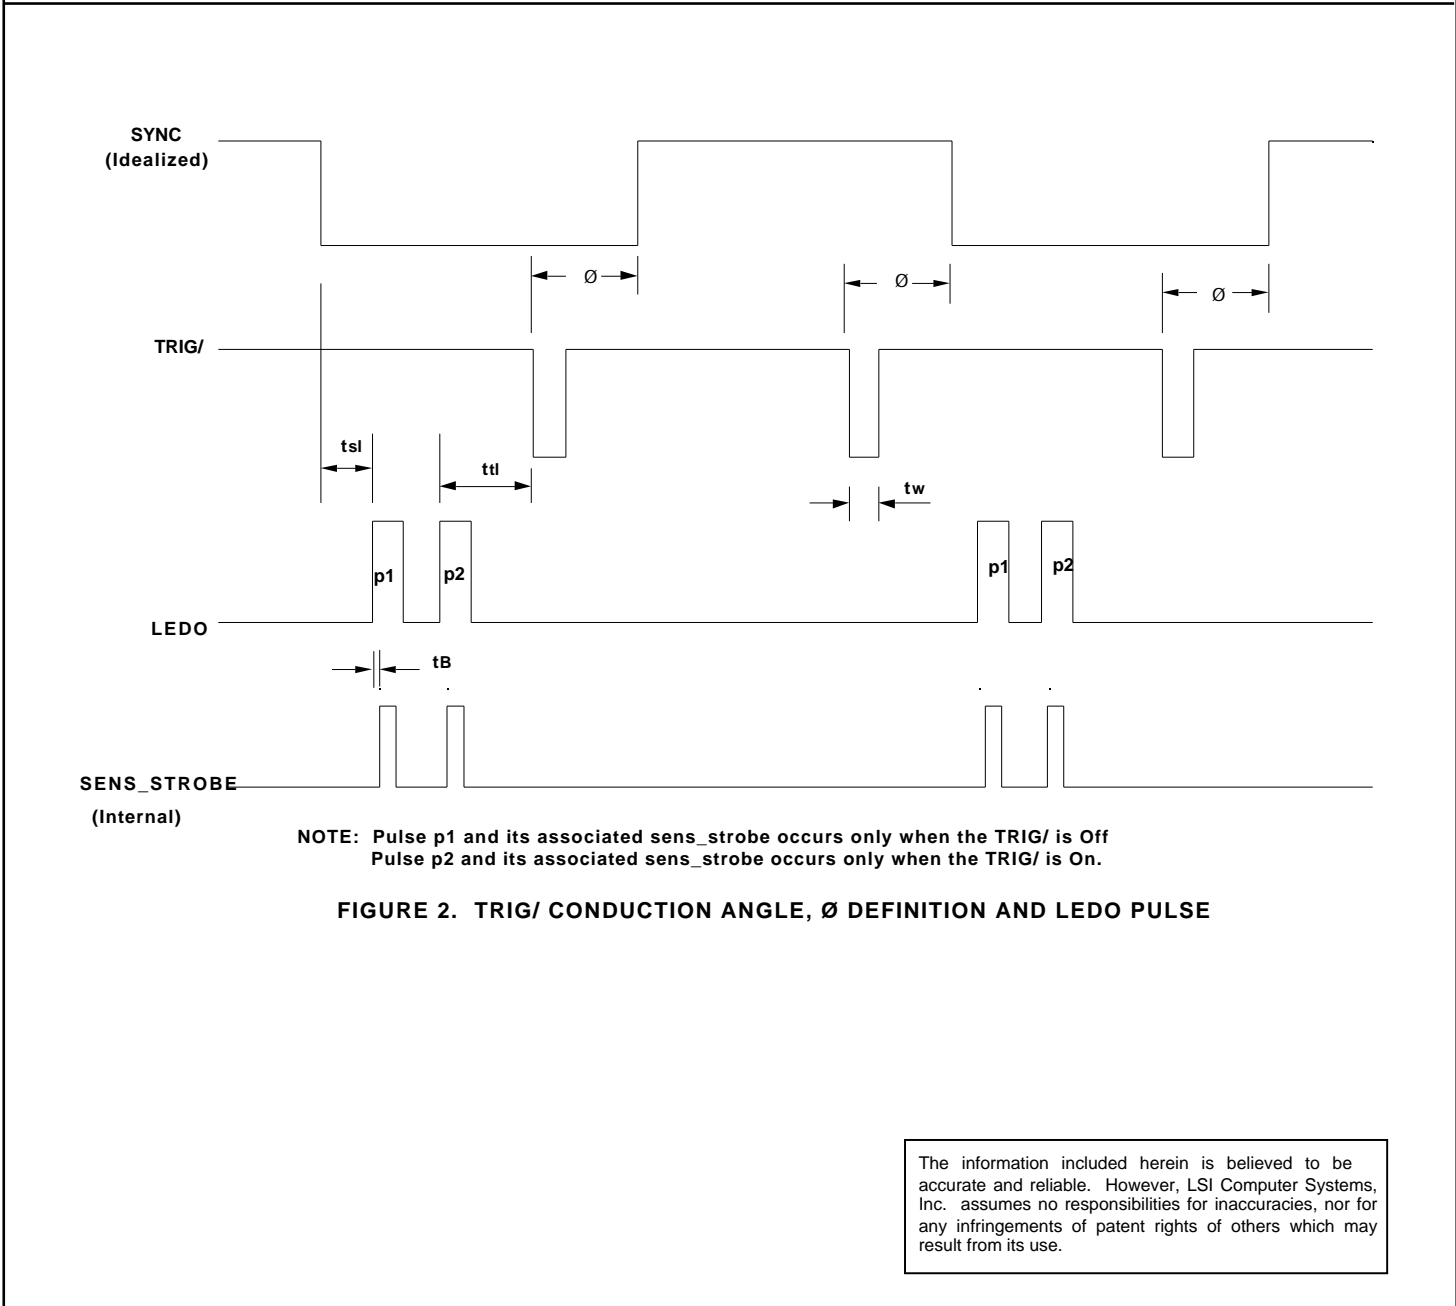 SYNC
(Idealized)
Ø
Ø
Ø
TRIG/
tsl
ttl
tw
p1
p2
p1
p2
LEDO
tB
SENS_STROBE
(Internal)
NOTE: Pulse p1 and its associated sens_strobe occurs only when the TRIG/ is Off
Pulse p2 and its associated sens_strobe occurs only when the TRIG/ is On.
FIGURE 2. TRIG/ CONDUCTION ANGLE, Ø DEFINITION AND LEDO PULSE
The information included herein is believed to be
accurate and reliable. However, LSI Computer Systems,
Inc. assumes no responsibilities for inaccuracies, nor for
any infringements of patent rights of others which may
result from its use.